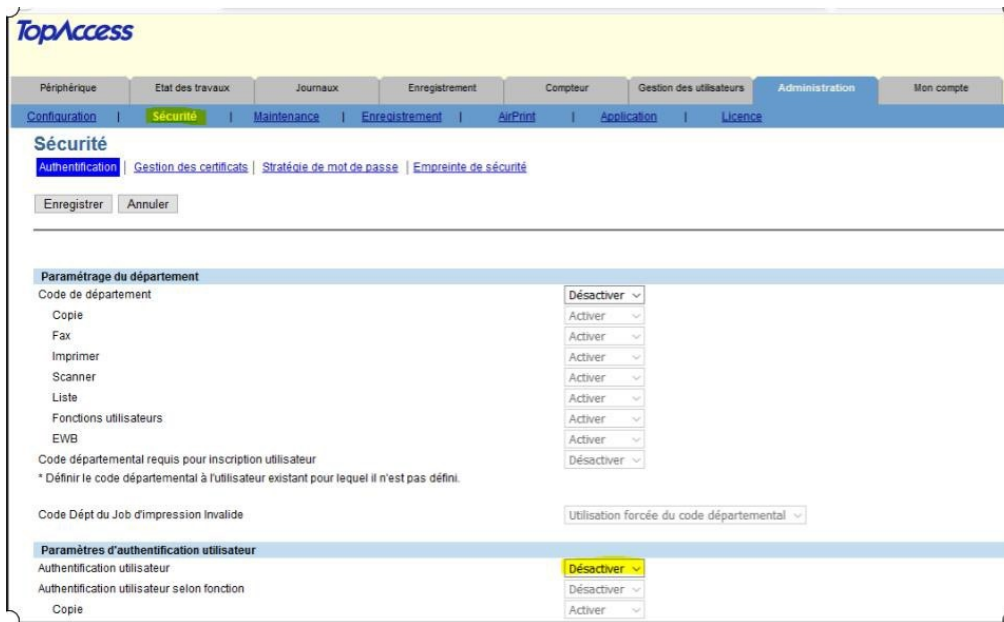 TopAccess
Périphérique Etat des travaux Journaux Enregistrement Compteur Gestion des utilisateurs Administration Mon compte
Configuration | Sécurité | Maintenance | Enregistrement | AirPrint | Application | Licence
Sécurité
Authentification | Gestion des certificats | Stratégie de mot de passe | Empreinte de sécurité
Enregistrer Annuler
Paramétrage du département
Code de département Désactiver
Copie Activer
Fax Activer
Imprimer Activer
Scanner Activer
Liste Activer
Fonctions utilisateurs Activer
EWB Activer
Code départemental requis pour inscription utilisateur Désactiver
* Définir le code départemental à l'utilisateur existant pour lequel il n'est pas défini.
Code Dépt du Job d'impression Invalide Utilisation forcée du code départemental
Paramètres d'authentification utilisateur
Authentification utilisateur Désactiver
Authentification utilisateur selon fonction Désactiver
Copie Activer